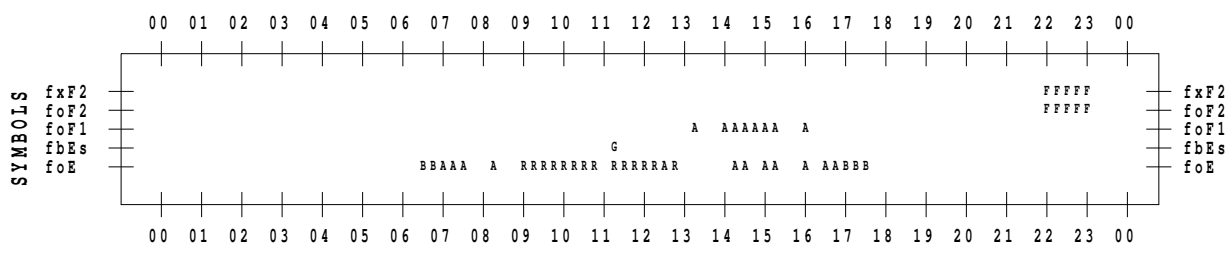 00 01 02 03 04 05 06 07 08 09 10 11 12 13 14 15 16 17 18 19 20 21 22 23 00
SYMBOLS
fxF2 FFFFF fxF2
foF2 FFFFF foF2
foF1 A AAAAAA A foF1
fbEs G fbEs
foE BBAAA A RRRRRRRR RRRRRAR AA AA A AABBB foE
00 01 02 03 04 05 06 07 08 09 10 11 12 13 14 15 16 17 18 19 20 21 22 23 00